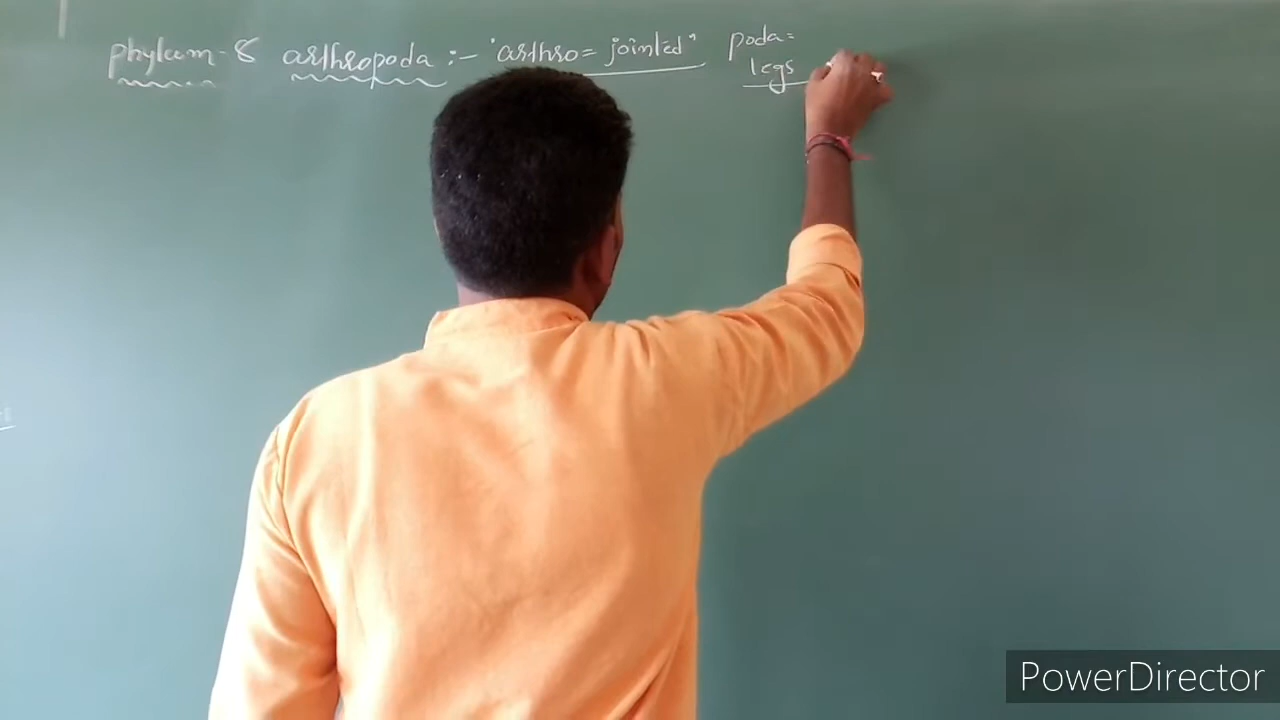 phylum-8 arthropoda :- "arthro = jointed" poda =
legs
PowerDirector